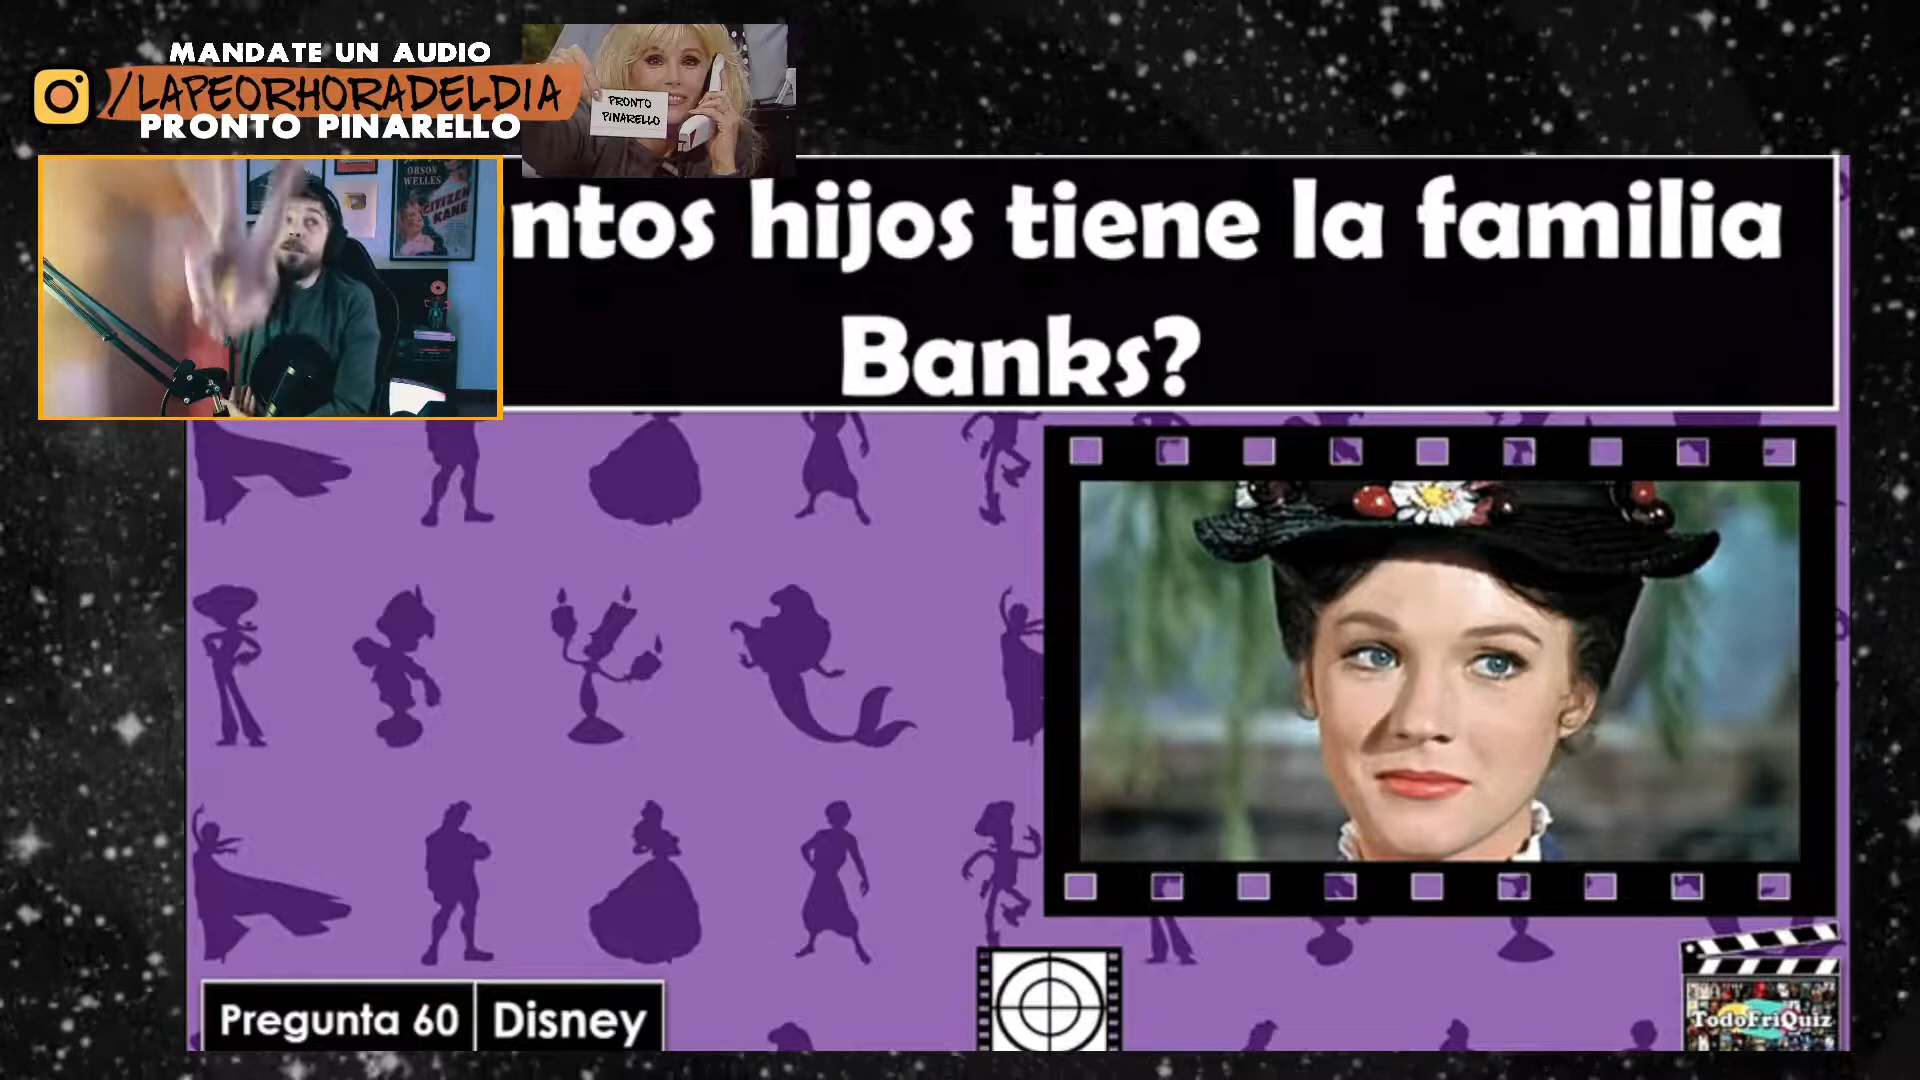 MANDATE UN AUDIO
/LAPEORHORADELDIA
PRONTO PINARELLO
PRONTO
PINARELLO
ORSON
WELLES
CITIZEN
KANE
ntos hijos tiene la familia
Banks?
Pregunta 60
Disney
TodoFriQuiz